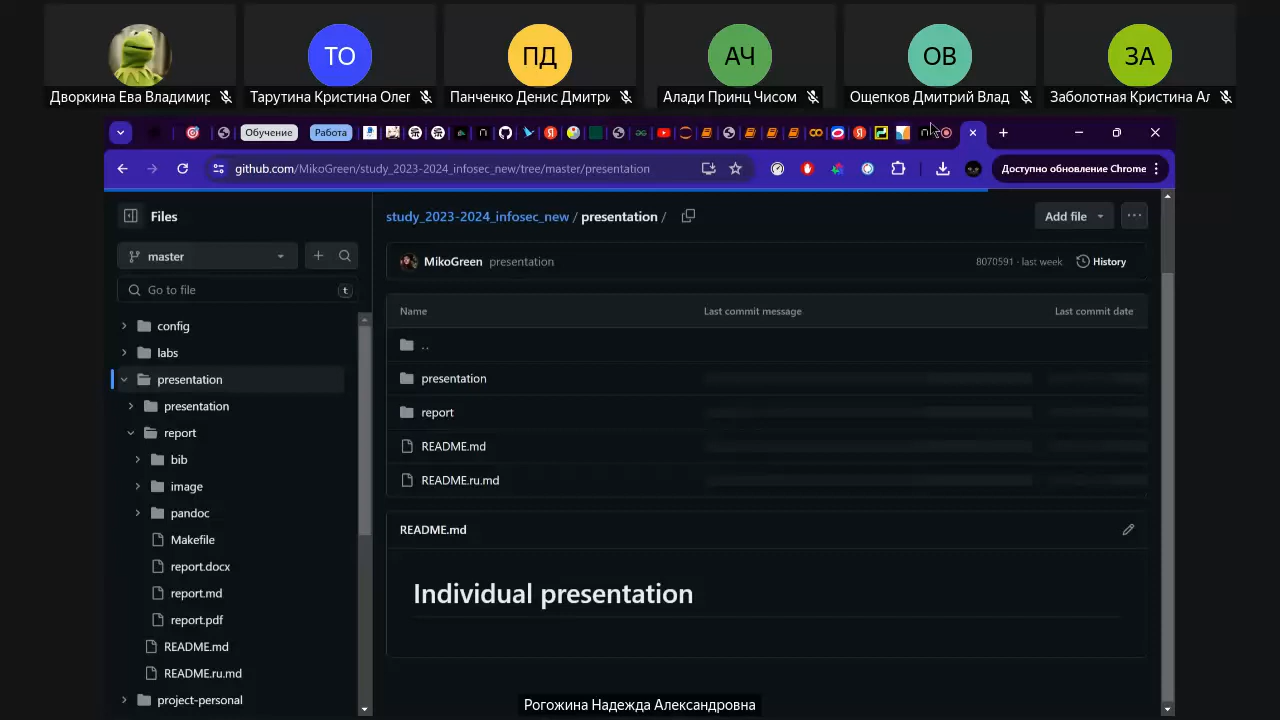 ТО
ПД
АЧ
ОВ
ЗА
Дворкина Ева Владимир
Тарутина Кристина Олег
Панченко Денис Дмитри
Алади Принц Чисом
Ощепков Дмитрий Влад
Заболотная Кристина Ал
Обучение
Работа
github.com/MikoGreen/study_2023-2024_infosec_new/tree/master/presentation
Доступно обновление Chrome
Files
study_2023-2024_infosec_new / presentation /
Add file
master
MikoGreen presentation
8070591 · last week
History
Go to file
t
Name
Last commit message
Last commit date
config
labs
presentation
presentation
report
bib
image
pandoc
Makefile
report.docx
report.md
report.pdf
README.md
README.ru.md
project-personal
..
presentation
report
README.md
README.ru.md
README.md
Individual presentation
Рогожина Надежда Александровна